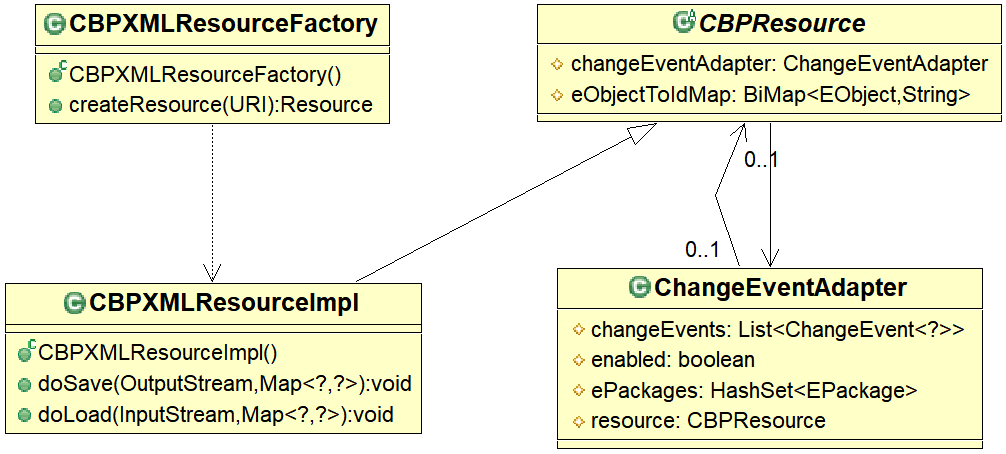 CBPXMLResourceFactory
CBPXMLResourceFactory()
createResource(URI):Resource
CBPResource
changeEventAdapter: ChangeEventAdapter
eObjectToIdMap: BiMap<EObject,String>
0..1
0..1
CBPXMLResourceImpl
CBPXMLResourceImpl()
doSave(OutputStream,Map<?,?>):void
doLoad(InputStream,Map<?,?>):void
ChangeEventAdapter
changeEvents: List<ChangeEvent<?>>
enabled: boolean
ePackages: HashSet<EPackage>
resource: CBPResource